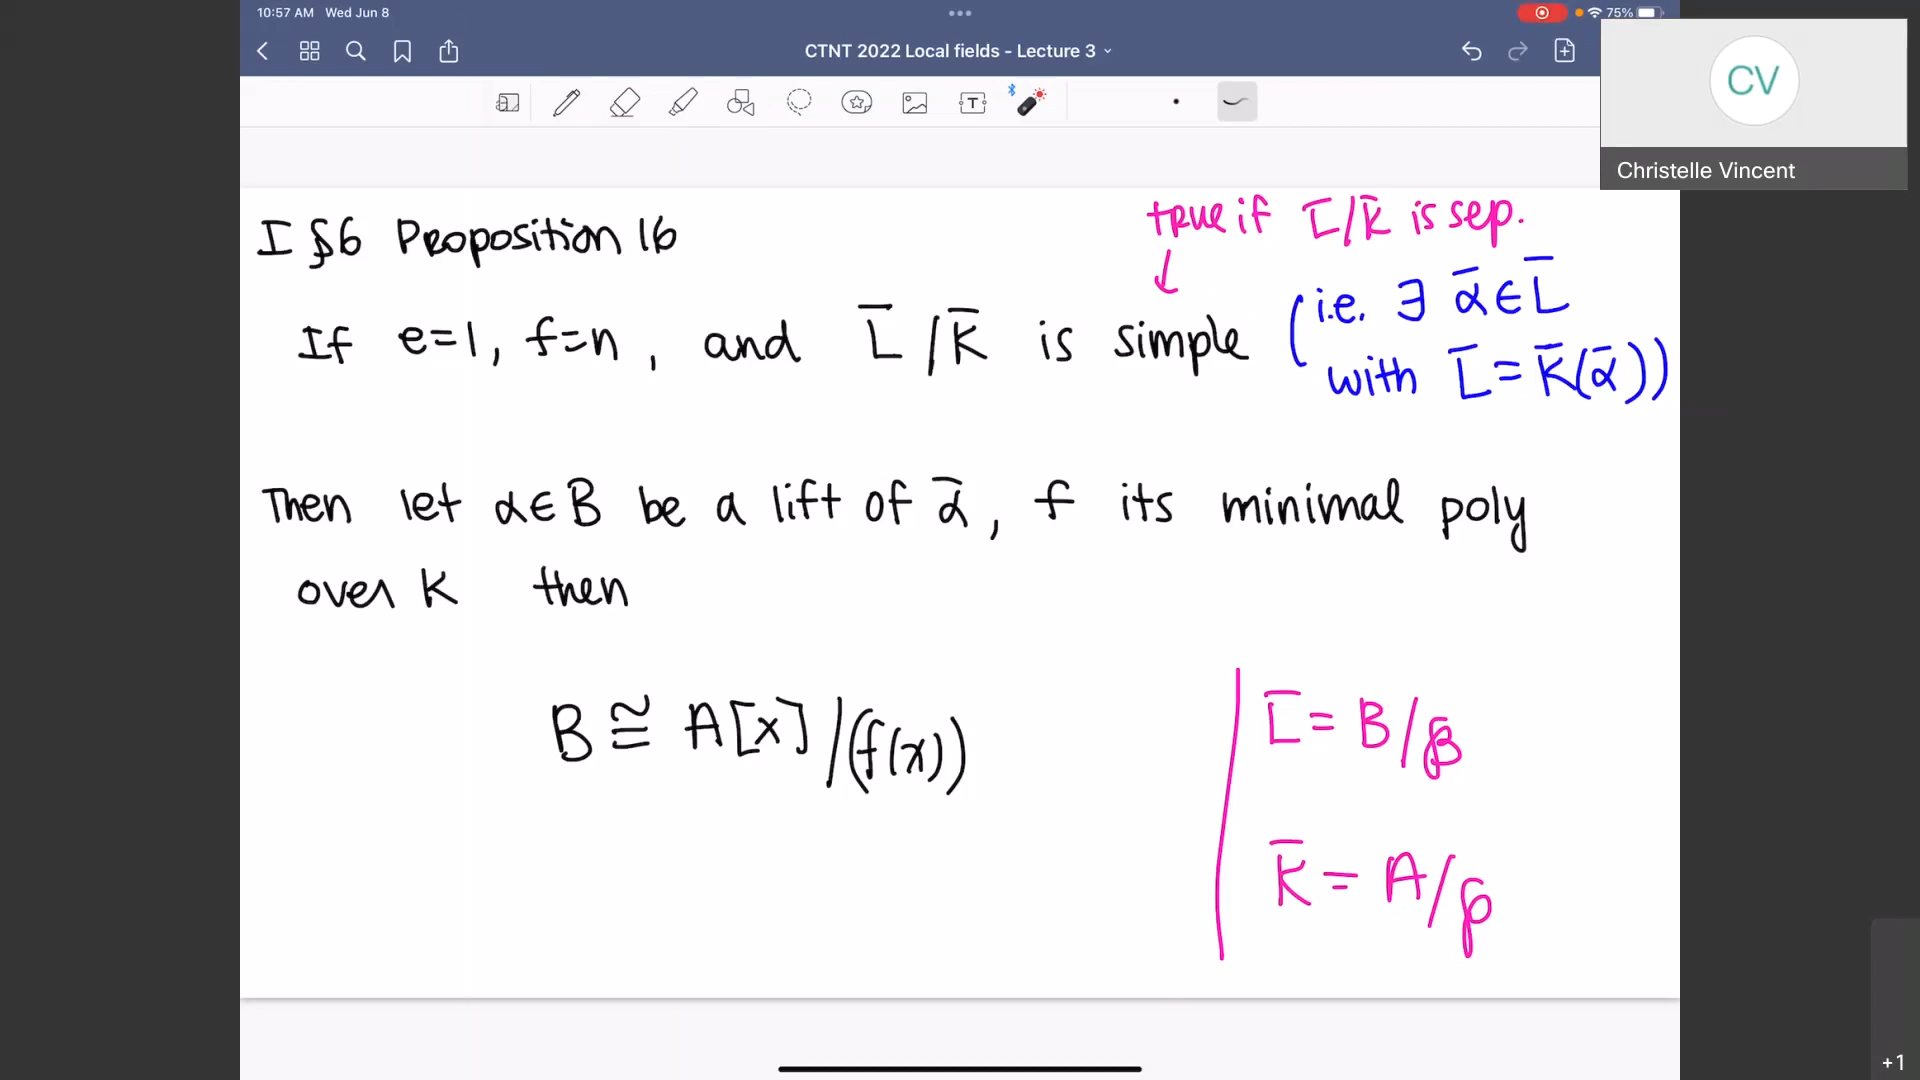 10:57 AM Wed Jun 8
75%
CTNT 2022 Local fields - Lecture 3
CV
Christelle Vincent
true if L̅/K̅ is sep.
↓
I §6 Proposition 16
If e=1, f=n, and L̅/K̅ is simple (i.e. ∃ α̅ ∈ L̅
with L̅ = K̅(α̅))
Then let α∈B be a lift of α̅, f its minimal poly
over K then
B ≅ A[x]/(f(x))
L̅ = B/𝔓
K̅ = A/𝔭
+1